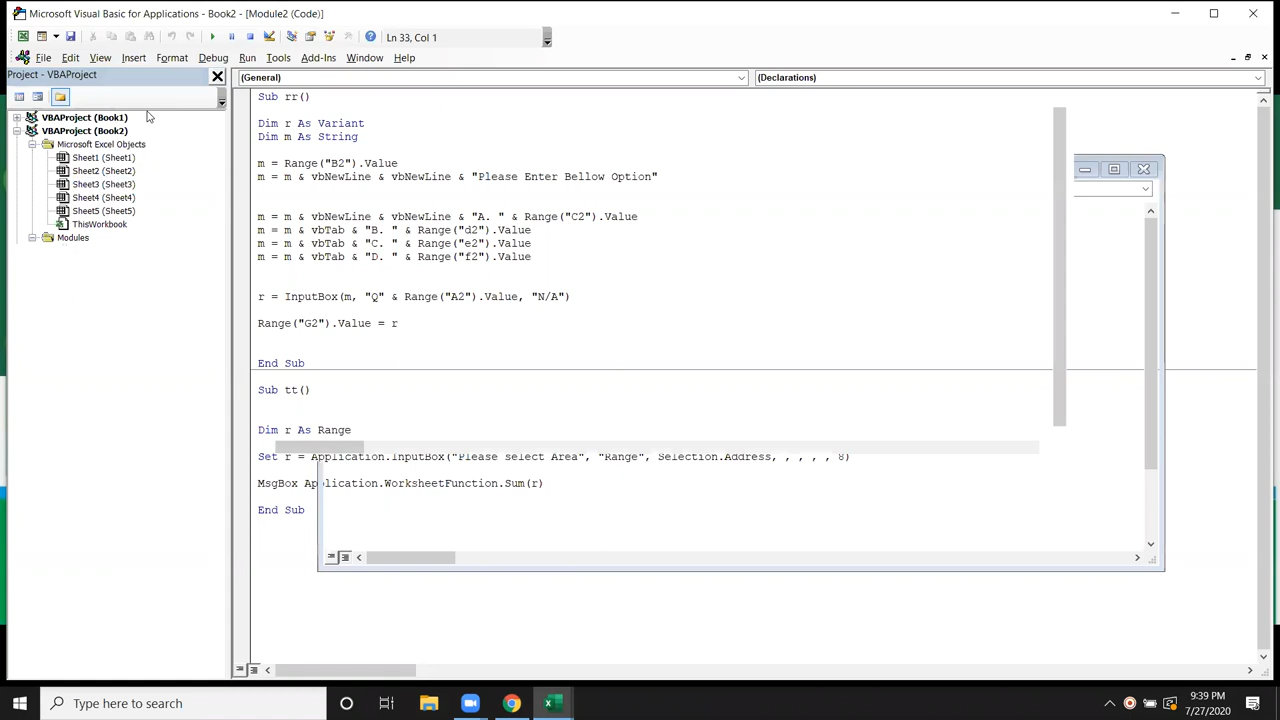 Microsoft Visual Basic for Applications - Book2 - [Module2 (Code)]
Ln 33, Col 1
File Edit View Insert Format Debug Run Tools Add-Ins Window Help
Project - VBAProject
(General)
(Declarations)
VBAProject (Book1)
VBAProject (Book2)
Microsoft Excel Objects
Sheet1 (Sheet1)
Sheet2 (Sheet2)
Sheet3 (Sheet3)
Sheet4 (Sheet4)
Sheet5 (Sheet5)
ThisWorkbook
Modules
Sub rr()
Dim r As Variant
Dim m As String
m = Range("B2").Value
m = m & vbNewLine & vbNewLine & "Please Enter Bellow Option"
m = m & vbNewLine & vbNewLine & "A. " & Range("C2").Value
m = m & vbTab & "B. " & Range("d2").Value
m = m & vbTab & "C. " & Range("e2").Value
m = m & vbTab & "D. " & Range("f2").Value
r = InputBox(m, "Q" & Range("A2").Value, "N/A")
Range("G2").Value = r
End Sub
Sub tt()
Dim r As Range
Set r = Application.InputBox("Please select Area", "Range", Selection.Address, , , , , 8)
MsgBox Application.WorksheetFunction.Sum(r)
End Sub
Type here to search
9:39 PM
7/27/2020